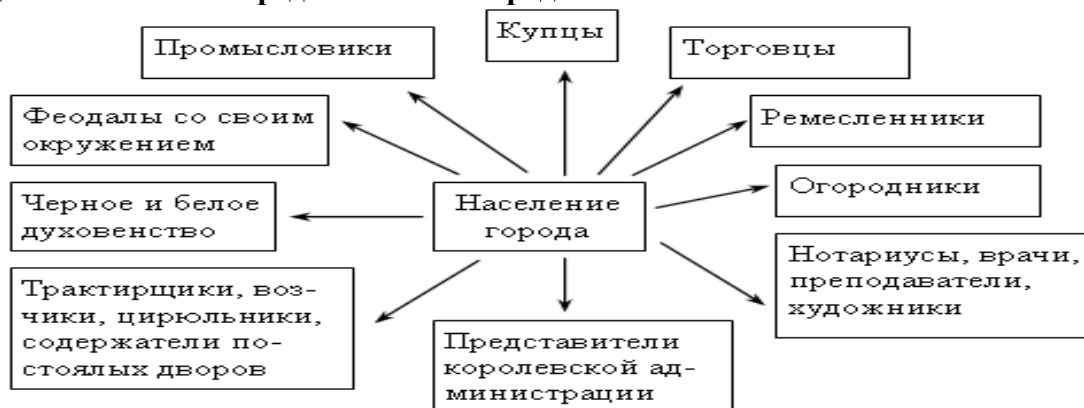 Купцы
Промысловики
Торговцы
Феодалы со своим
окружением
Ремесленники
Черное и белое
духовенство
Население
города
Огородники
Трактирщики, воз-
чики, цирюльники,
содержатели по-
стоялых дворов
Представители
королевской ад-
министрации
Нотариусы, врачи,
преподаватели,
художники